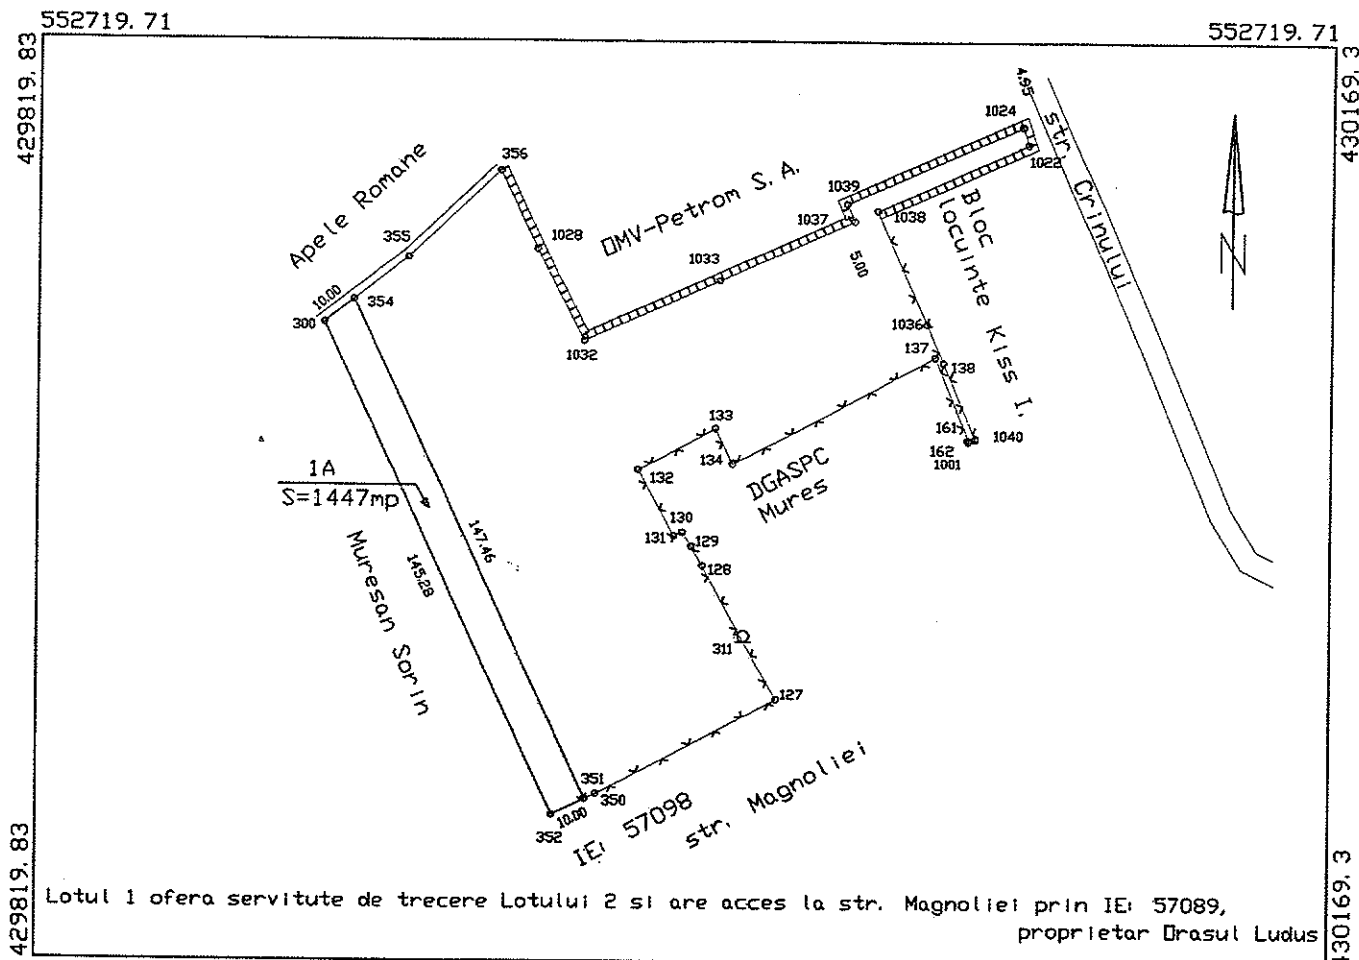 552719. 71
552719. 71
429819. 83
430169. 3
4.95
1024
str. Crinului
1022
356
Apele Romane
OMV-Petrom S. A.
1039
1037
1038
Bloc
locuinte Kiss I.
355
1028
1033
5.00
10.00
354
300
1032
1036
137
138
N
133
161
1040
162
1001
134
132
DGASPC
Mures
1A
S=1447mp
130
131
129
128
147.46
145.28
Muresan Sorin
311
127
351
350
10.00
352
IE: 57098
str. Magnoliei
429819. 83
430169. 3
Lotul 1 ofera servitute de trecere Lotului 2 si are acces la str. Magnoliei prin IE: 57089,
proprietar Orasul Ludus